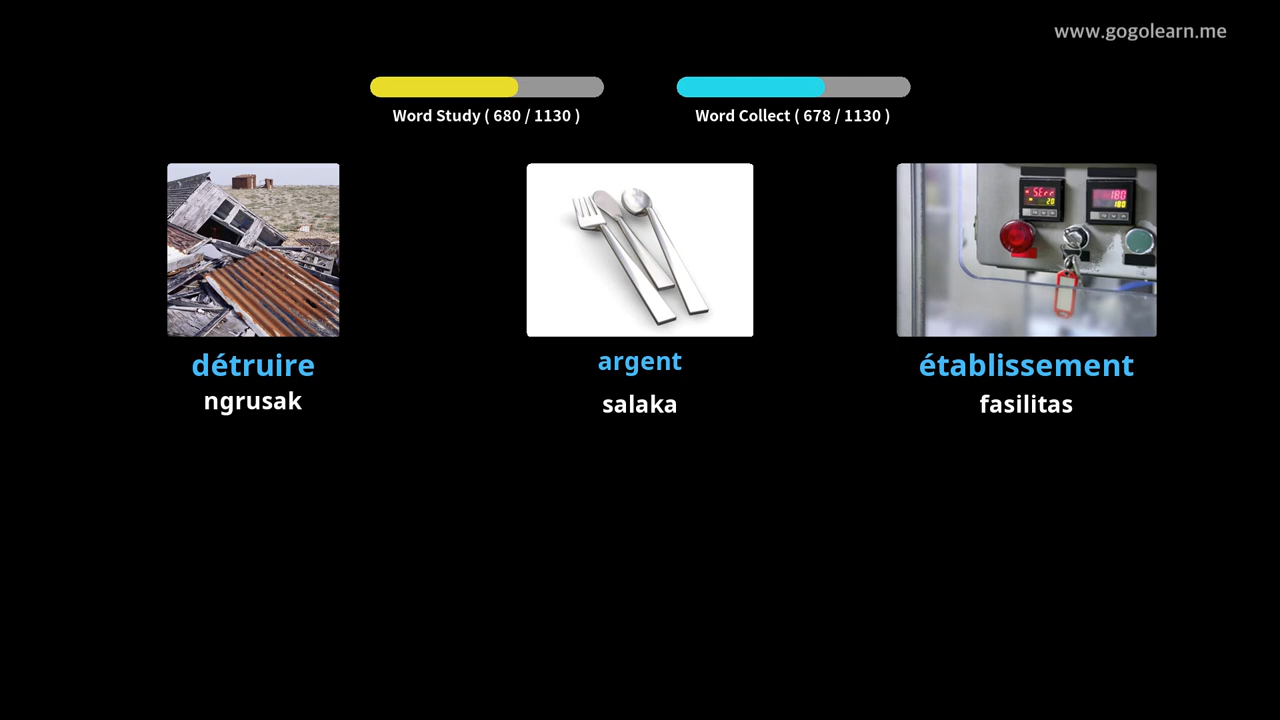 www.gogolearn.me
Word Study ( 680 / 1130 )
Word Collect ( 678 / 1130 )
détruire
ngrusak
argent
salaka
établissement
fasilitas